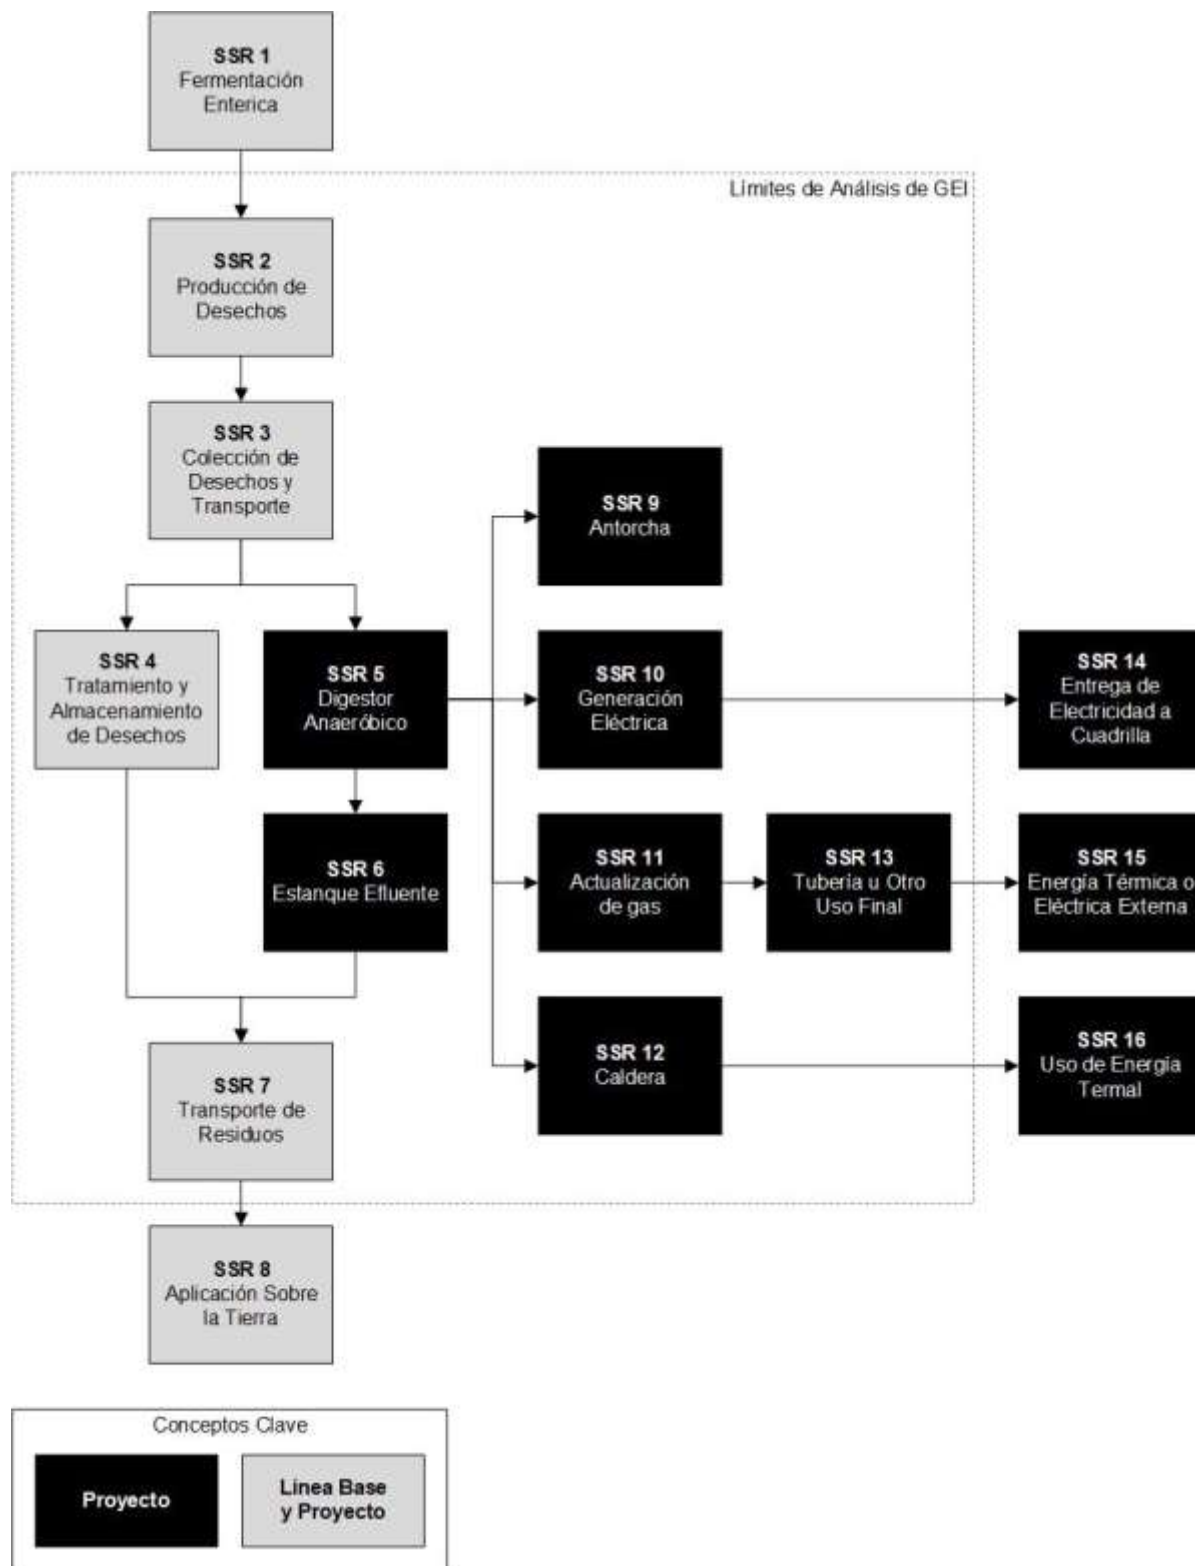 SSR 1
Fermentación
Enterica
Límites de Análisis de GEI
SSR 2
Producción de
Desechos
SSR 3
Colección de
Desechos y
Transporte
SSR 9
Antorcha
SSR 4
Tratamiento y
Almacenamiento
de Desechos
SSR 5
Digestor
Anaeróbico
SSR 10
Generación
Eléctrica
SSR 14
Entrega de
Electricidad a
Cuadrilla
SSR 6
Estanque Efluente
SSR 11
Actualización
de gas
SSR 13
Tubería u Otro
Uso Final
SSR 15
Energía Térmica o
Eléctrica Externa
SSR 12
Caldera
SSR 16
Uso de Energía
Termal
SSR 7
Transporte de
Residuos
SSR 8
Aplicación Sobre
la Tierra
Conceptos Clave
Proyecto
Línea Base
y Proyecto